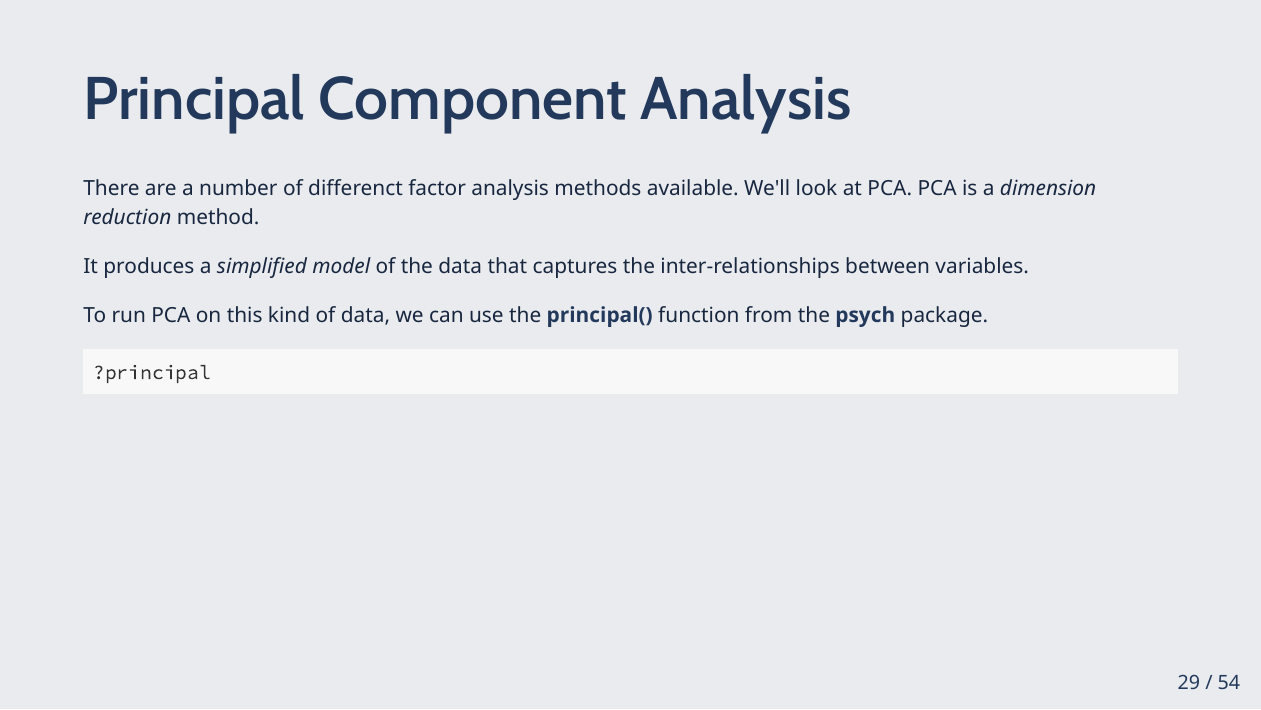 Principal Component Analysis
There are a number of differenct factor analysis methods available. We'll look at PCA. PCA is a dimension
reduction method.
It produces a simplified model of the data that captures the inter-relationships between variables.
To run PCA on this kind of data, we can use the principal() function from the psych package.
?principal
29 / 54